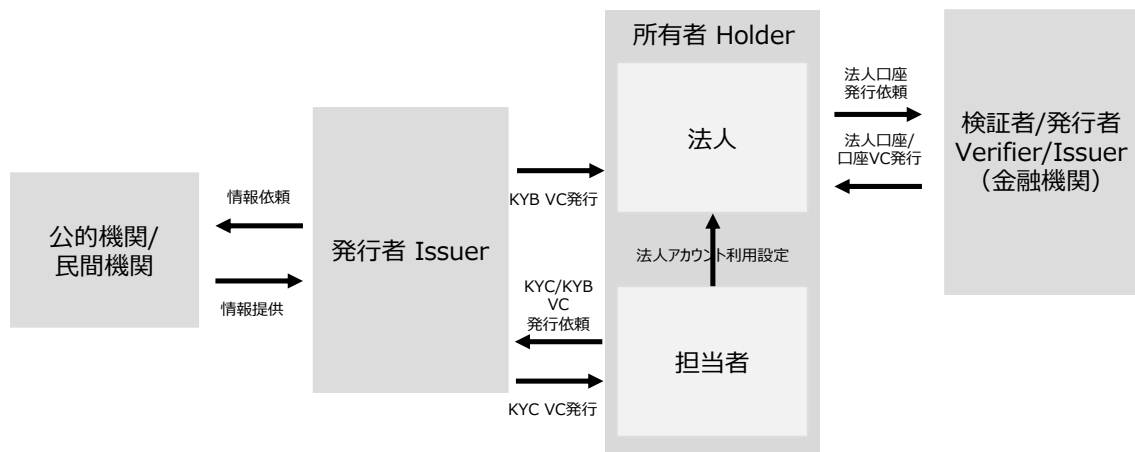 公的機関/
民間機関
情報依頼
情報提供
発行者 Issuer
KYB VC発行
KYC/KYB
VC
発行依頼
KYC VC発行
所有者 Holder
法人
法人アカウント利用設定
担当者
法人口座
発行依頼
法人口座/
口座VC発行
検証者/発行者
Verifier/Issuer
（金融機関）